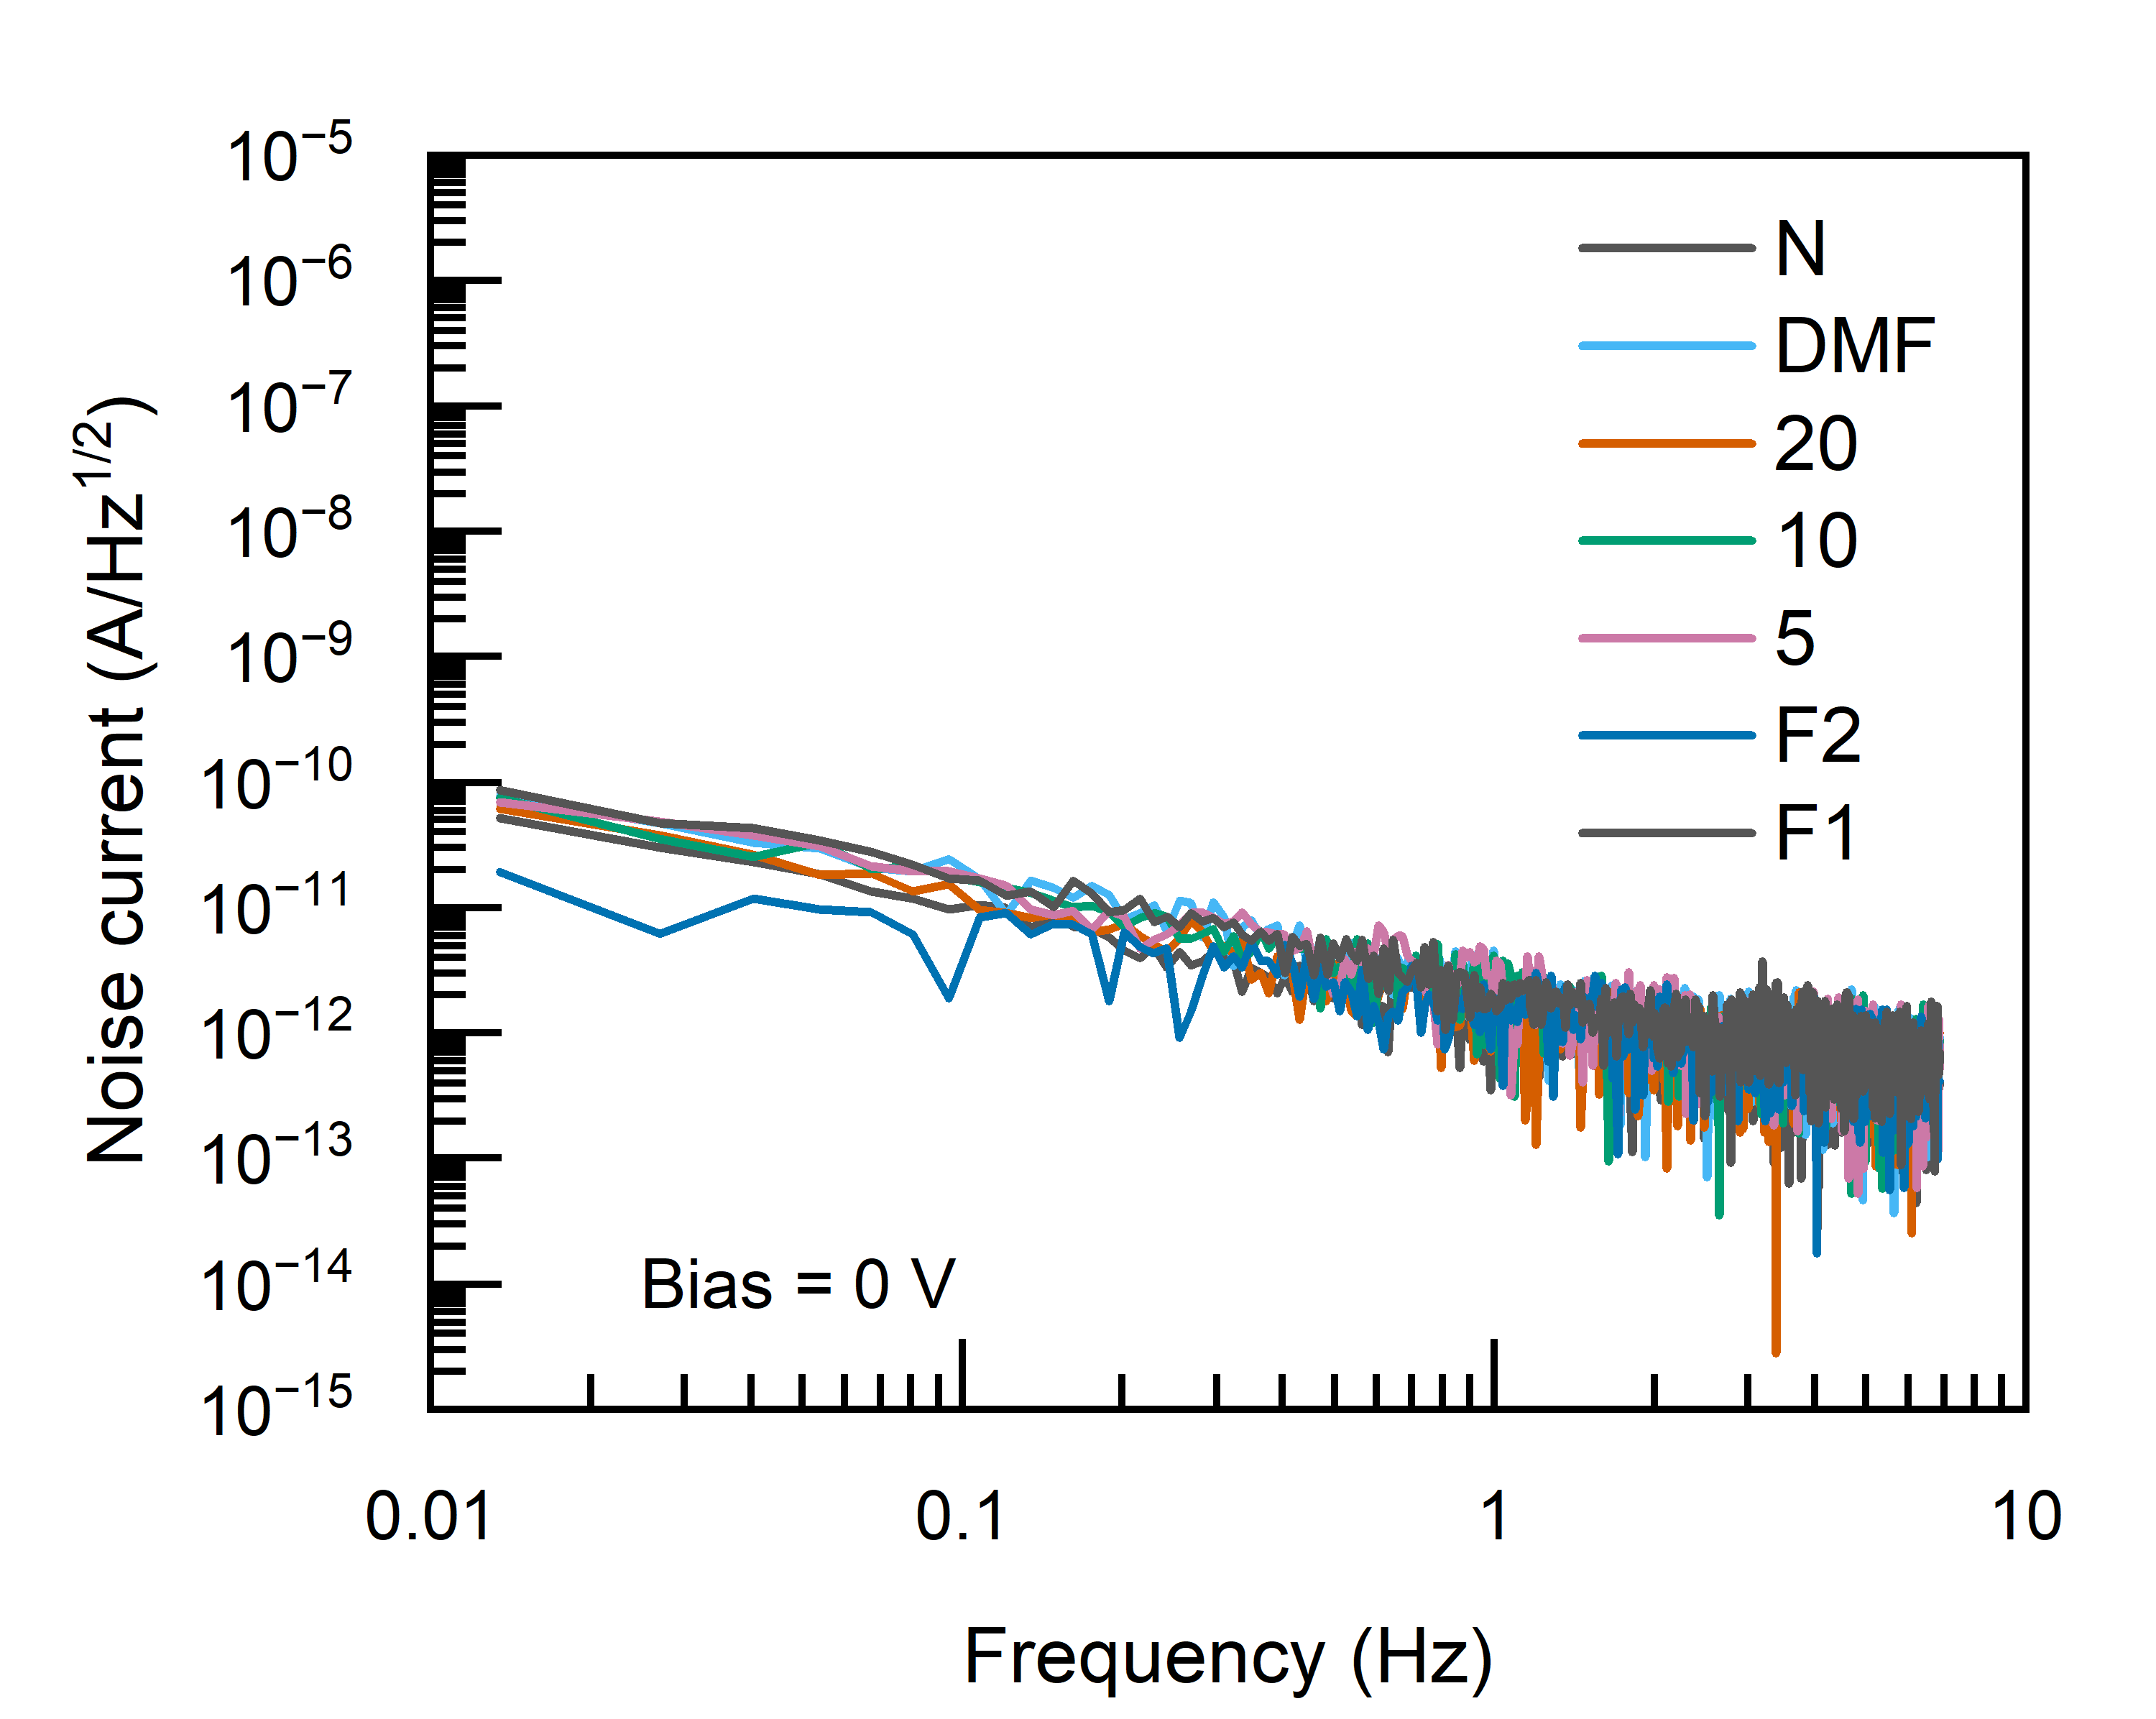 10⁻⁵
10⁻⁶
10⁻⁷
10⁻⁸
10⁻⁹
10⁻¹⁰
10⁻¹¹
10⁻¹²
10⁻¹³
10⁻¹⁴
10⁻¹⁵
Noise current (A/Hz¹ᐟ²)
N
DMF
20
10
5
F2
F1
Bias = 0 V
0.01
0.1
1
10
Frequency (Hz)